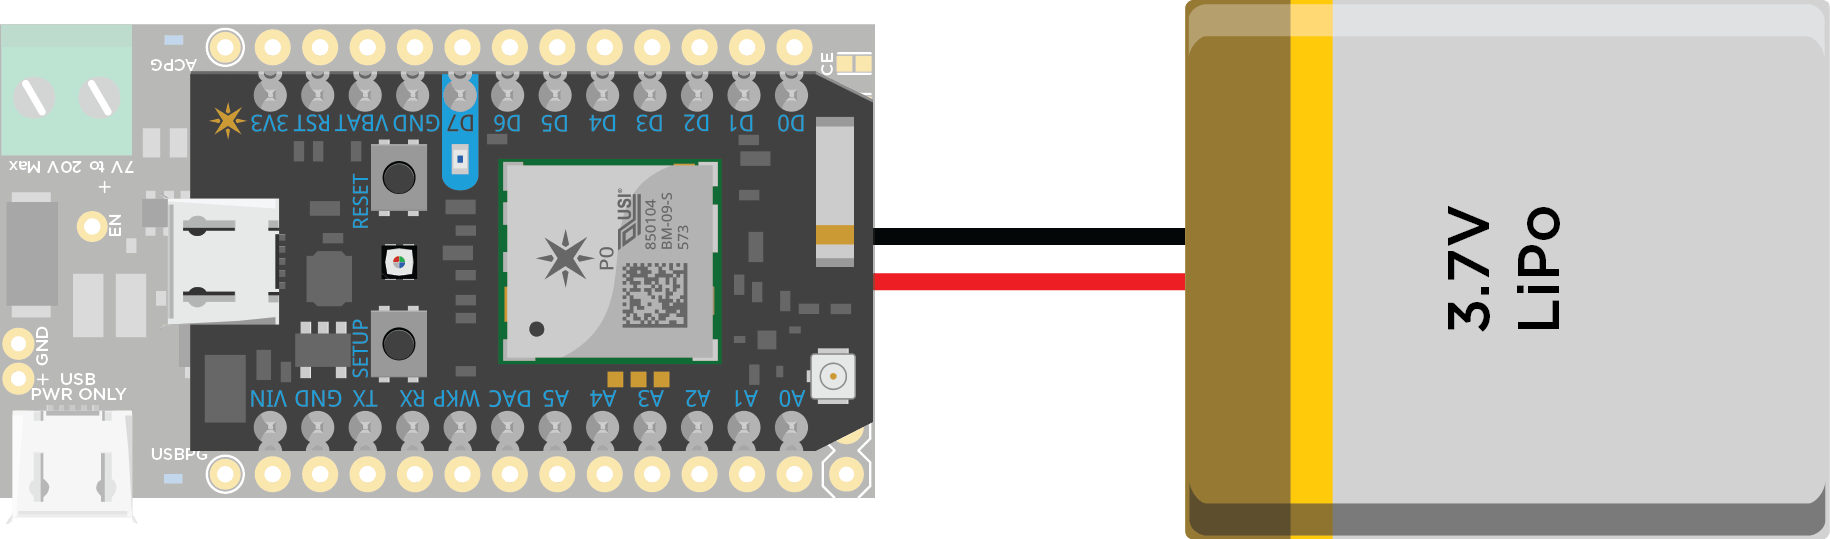 ACPG
CE
3V3 RST VBAT GND D7 D6 D5 D4 D3 D2 D1 D0
7V to 20V Max
+
EN
RESET
USI®
850104
BM-09-S
573
P0
3.7V
LiPo
GND
+ USB
PWR ONLY
SETUP
VIN GND TX RX WKP DAC A5 A4 A3 A2 A1 A0
USBPG